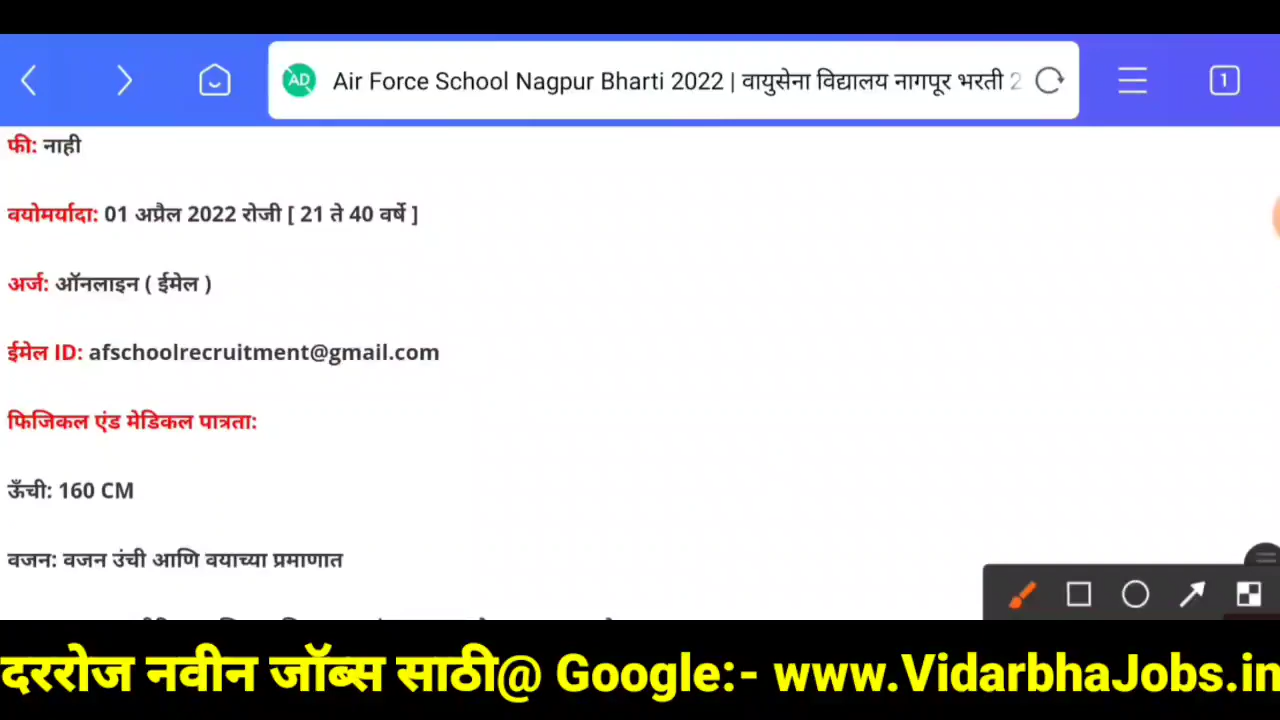 AD Air Force School Nagpur Bharti 2022 | वायुसेना विद्यालय नागपूर भरती 2
1
फी: नाही
वयोमर्यादा: 01 अप्रैल 2022 रोजी [ 21 ते 40 वर्षे ]
अर्ज: ऑनलाइन ( ईमेल )
ईमेल ID: afschoolrecruitment@gmail.com
फिजिकल एंड मेडिकल पात्रता:
ऊँची: 160 CM
वजन: वजन उंची आणि वयाच्या प्रमाणात
दररोज नवीन जॉब्स साठी@ Google:- www.VidarbhaJobs.in